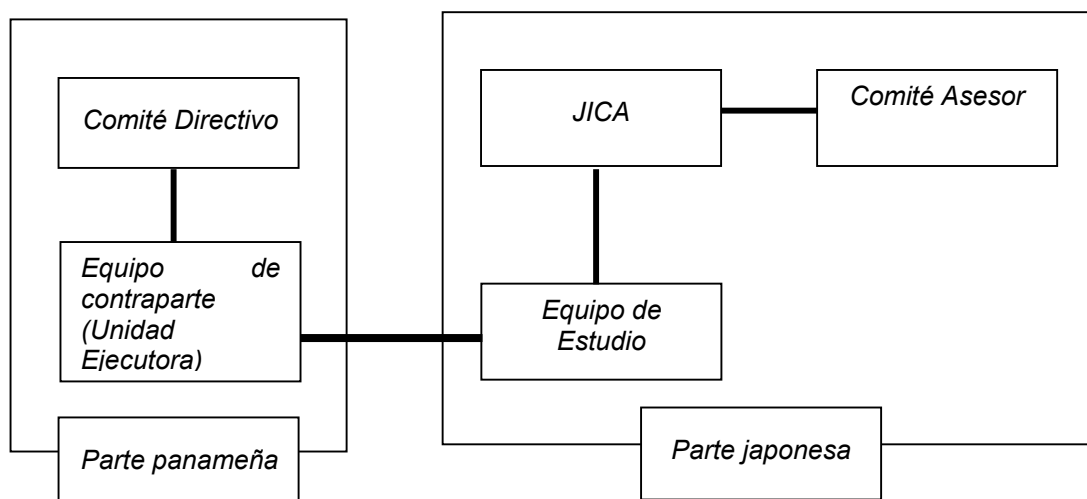 Comité Directivo
Equipo de
contraparte
(Unidad
Ejecutora)
Parte panameña
JICA
Comité Asesor
Equipo de
Estudio
Parte japonesa